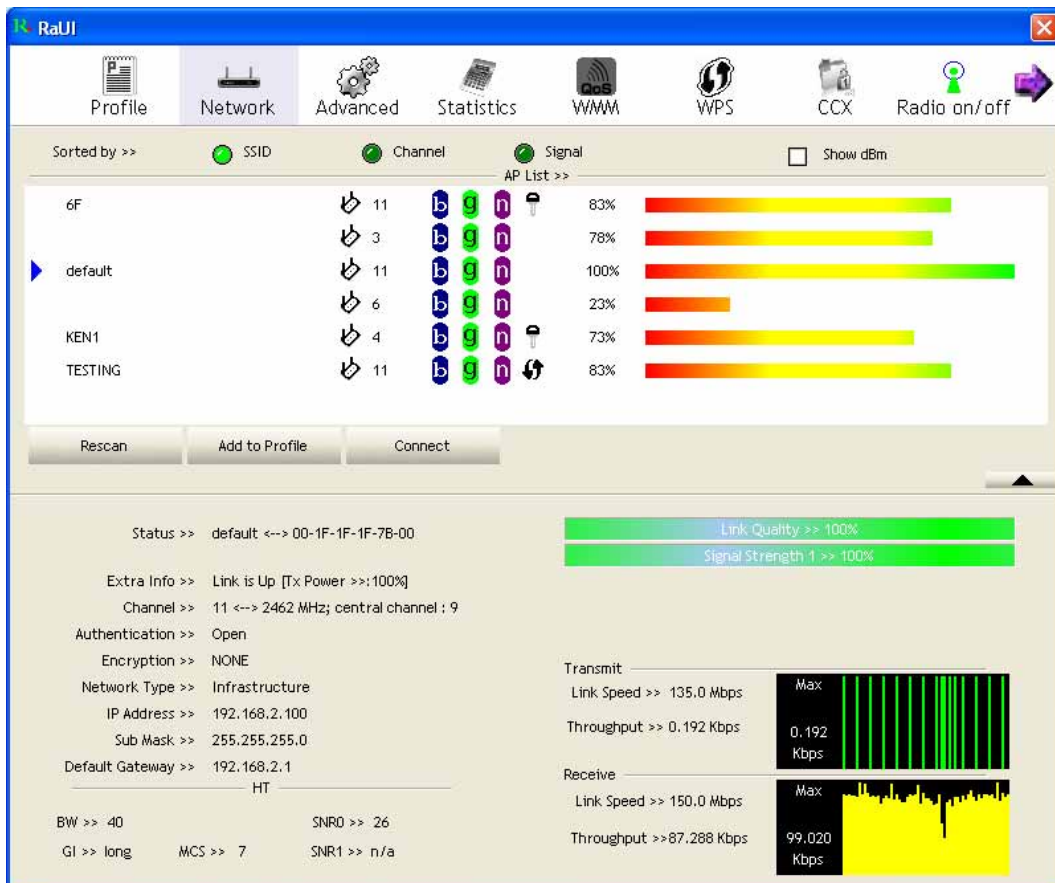 RaUI
Profile Network Advanced Statistics WMM WPS CCX Radio on/off
QoS
Sorted by >> SSID Channel Signal Show dBm
AP List >>
6F 11 b g n 83%
3 b g n 78%
default 11 b g n 100%
6 b g n 23%
KEN1 4 b g n 73%
TESTING 11 b g n 83%
Rescan Add to Profile Connect
Status >> default <--> 00-1F-1F-1F-7B-00
Extra Info >> Link is Up [Tx Power >>:100%]
Channel >> 11 <--> 2462 MHz; central channel : 9
Authentication >> Open
Encryption >> NONE
Network Type >> Infrastructure
IP Address >> 192.168.2.100
Sub Mask >> 255.255.255.0
Default Gateway >> 192.168.2.1
HT
BW >> 40 SNR0 >> 26
GI >> long MCS >> 7 SNR1 >> n/a
Link Quality >> 100%
Signal Strength 1 >> 100%
Transmit
Link Speed >> 135.0 Mbps
Throughput >> 0.192 Kbps
Max
0.192
Kbps
Receive
Link Speed >> 150.0 Mbps
Throughput >>87.288 Kbps
Max
99.020
Kbps